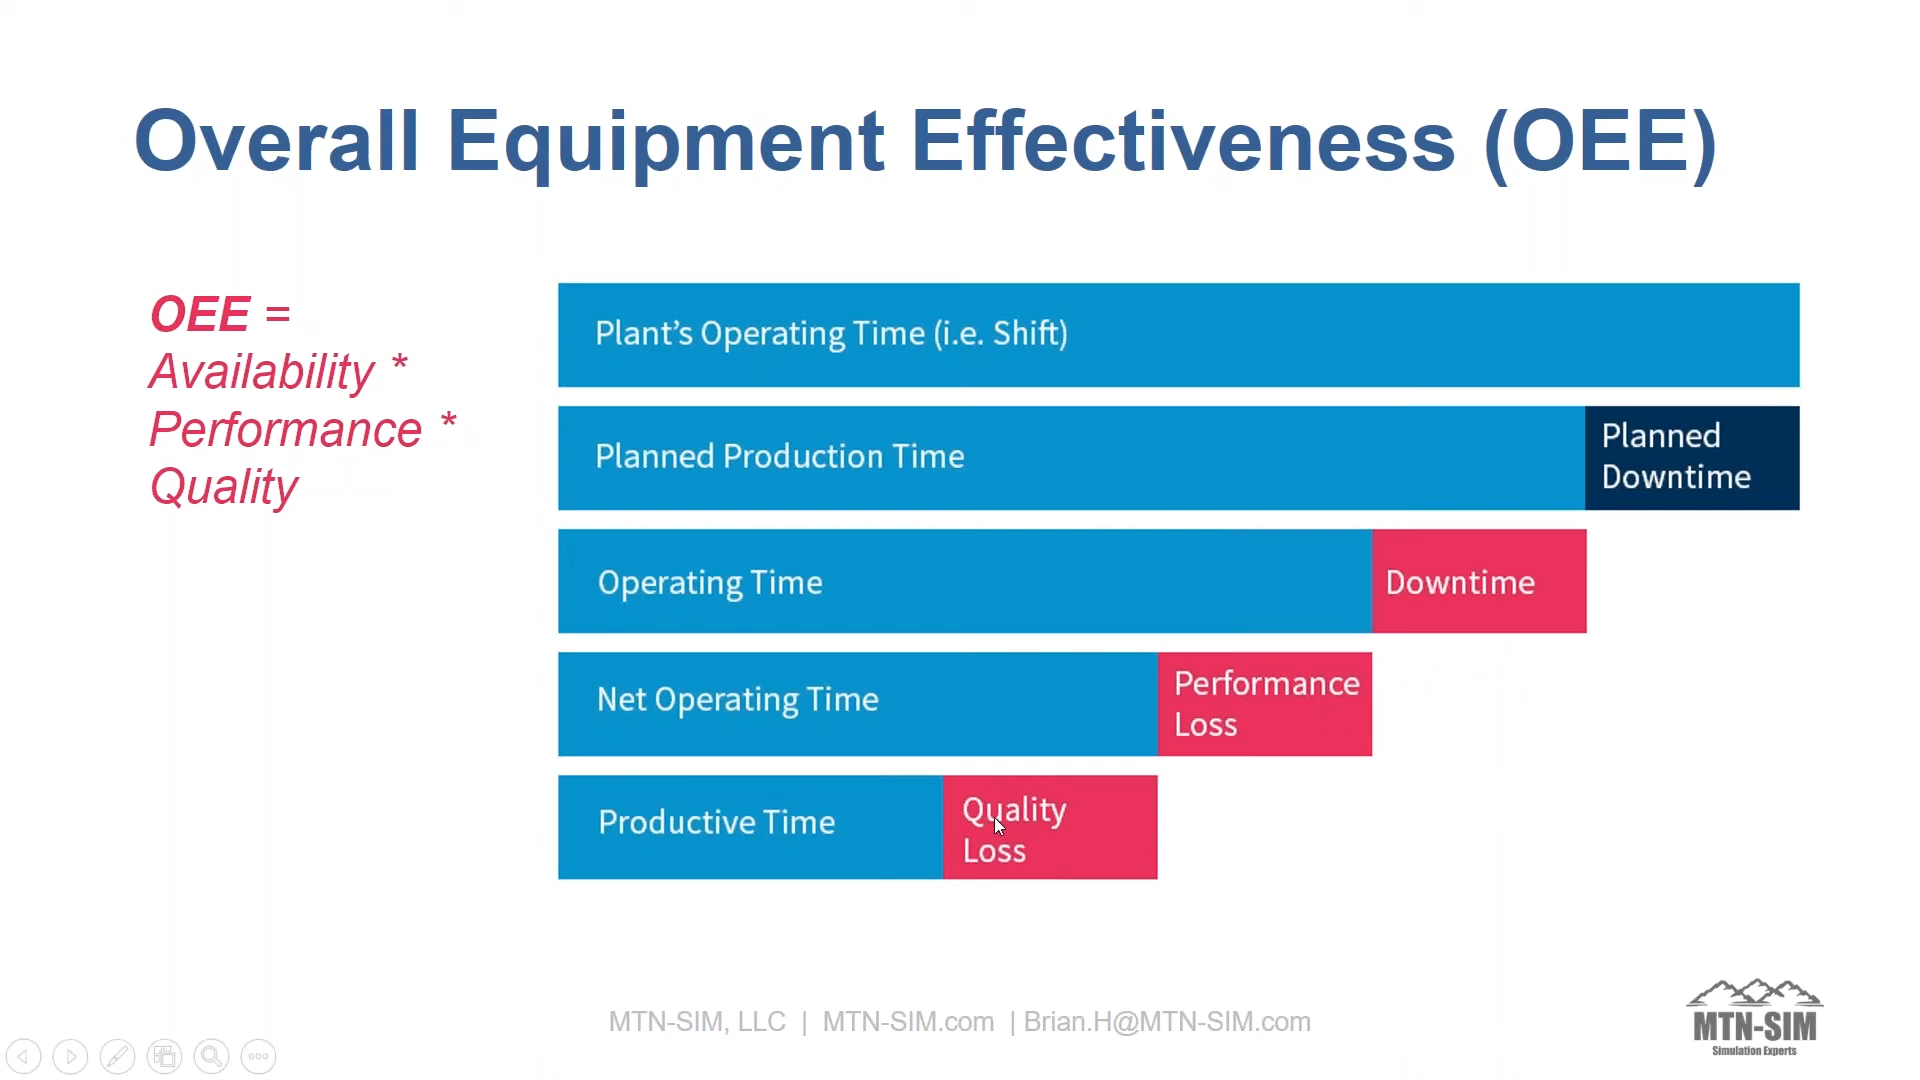 Overall Equipment Effectiveness (OEE)
OEE =
Availability *
Performance *
Quality
Plant’s Operating Time (i.e. Shift)
Planned Production Time
Planned
Downtime
Operating Time
Downtime
Net Operating Time
Performance
Loss
Productive Time
Quality
Loss
MTN-SIM, LLC | MTN-SIM.com | Brian.H@MTN-SIM.com
MTN-SIM
Simulation Experts